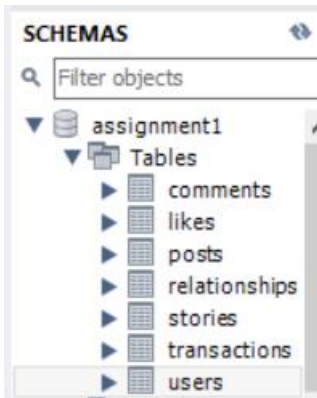 SCHEMAS
Filter objects
assignment1
Tables
comments
likes
posts
relationships
stories
transactions
users